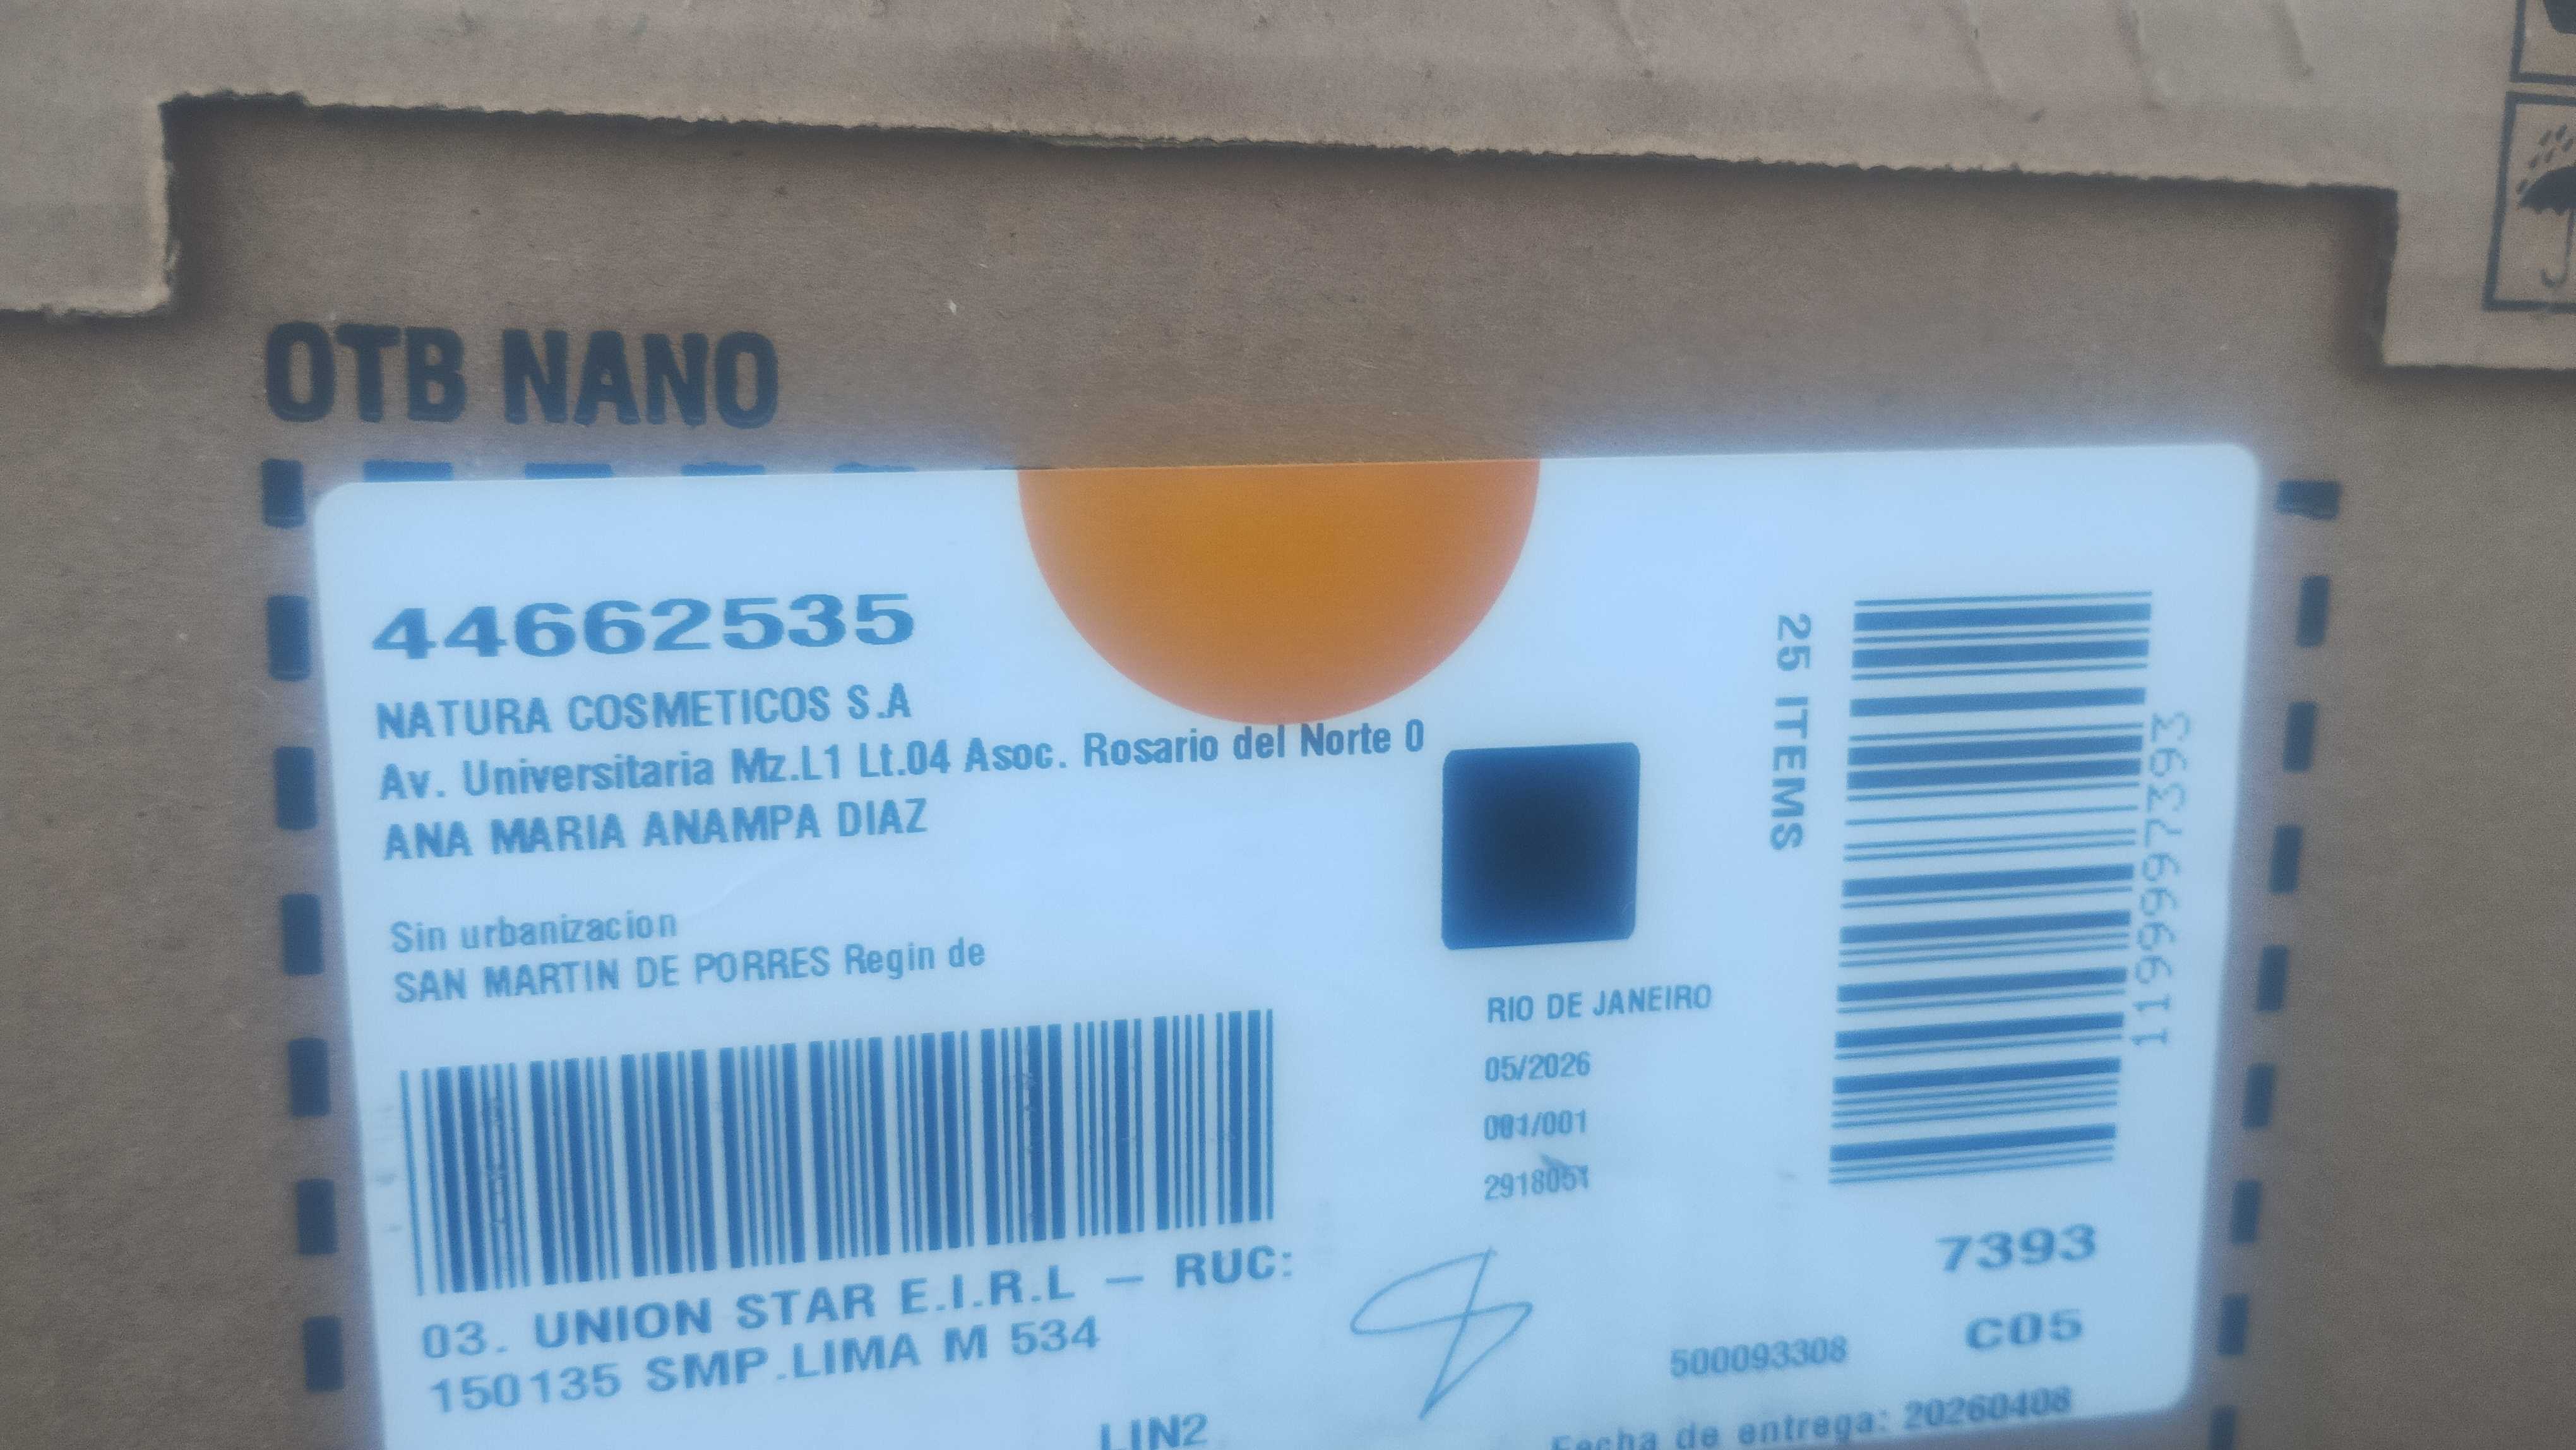 OTB NANO
44662535
NATURA COSMETICOS S.A
Av. Universitaria Mz.L1 Lt.04 Asoc. Rosario del Norte 0
ANA MARIA ANAMPA DIAZ
Sin urbanizacion
SAN MARTIN DE PORRES Regin de
03. UNION STAR E.I.R.L – RUC:
150135 SMP.LIMA M 534
LIN2
RIO DE JANEIRO
05/2026
001/001
2918051
25 ITEMS
7393
C05
500093308
Fecha de entrega: 20260408